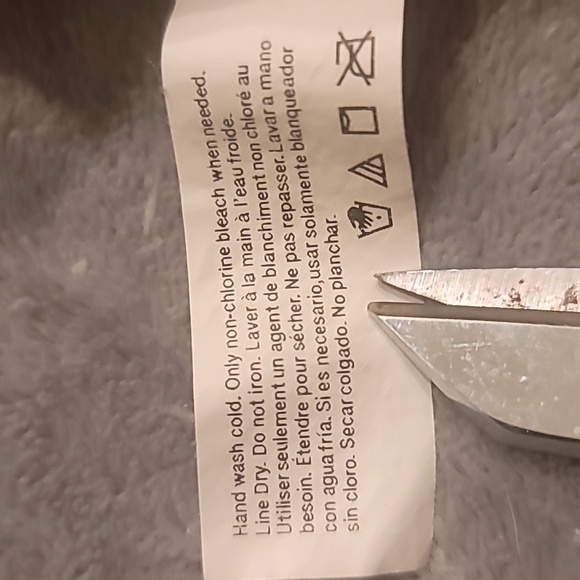 Hand wash cold. Only non-chlorine bleach when needed.
Line Dry. Do not iron. Laver à la main à l'eau froide.
Utiliser seulement un agent de blanchiment non chloré au
besoin. Étendre pour sécher. Ne pas repasser. Lavar a mano
con agua fría. Si es necesario, usar solamente blanqueador
sin cloro. Secar colgado. No planchar.